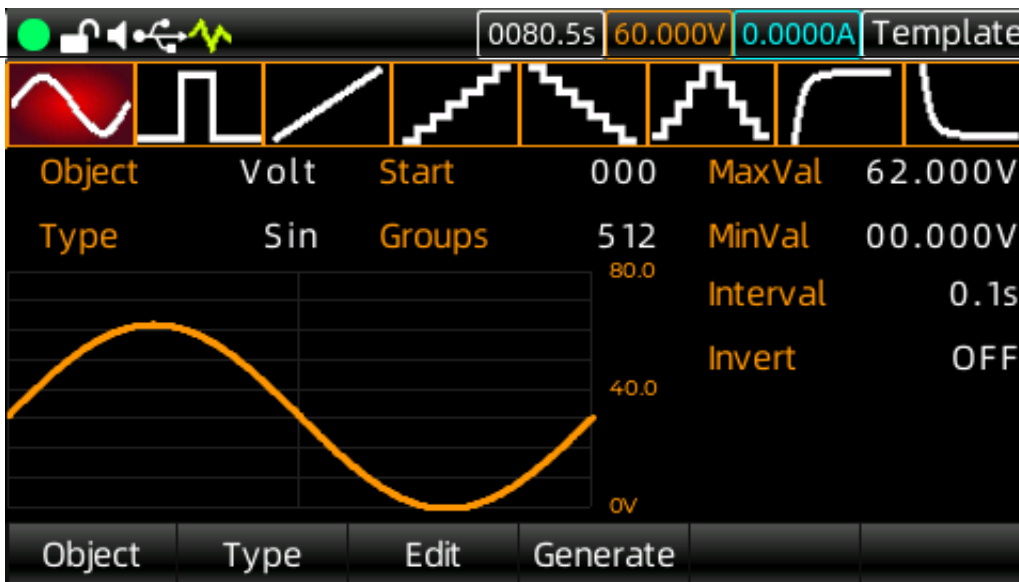 0080.5s 60.000V 0.0000A Template
Object Volt Start 000 MaxVal 62.000V
Type Sin Groups 512 MinVal 00.000V
80.0
Interval 0.1s
Invert OFF
40.0
0V
Object Type Edit Generate